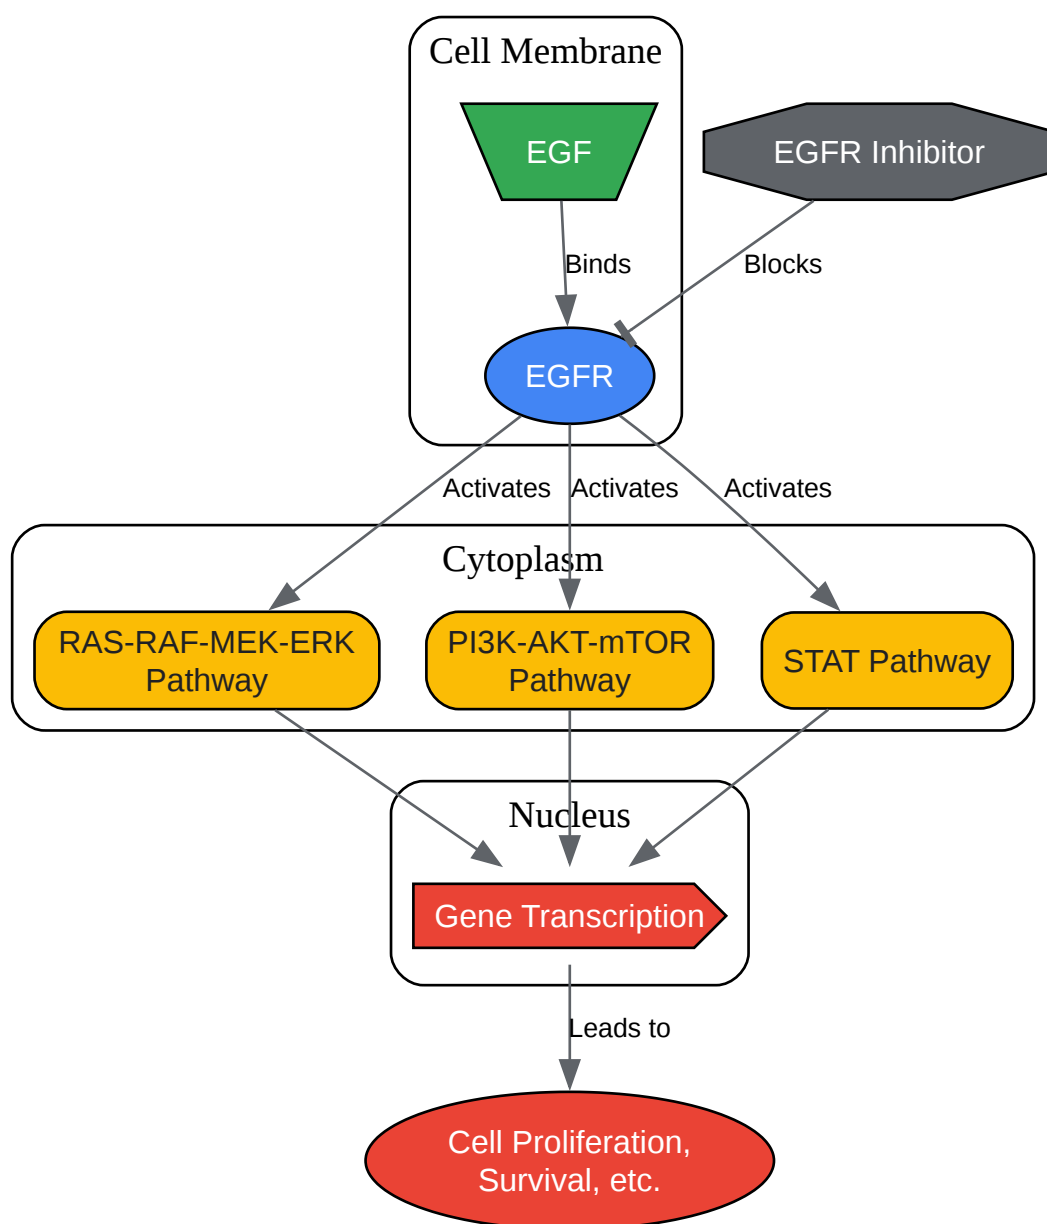 Cell Membrane
EGF
EGFR Inhibitor
Binds
Blocks
EGFR
Activates
Activates
Activates
Cytoplasm
RAS-RAF-MEK-ERK
Pathway
PI3K-AKT-mTOR
Pathway
STAT Pathway
Nucleus
Gene Transcription
Leads to
Cell Proliferation,
Survival, etc.